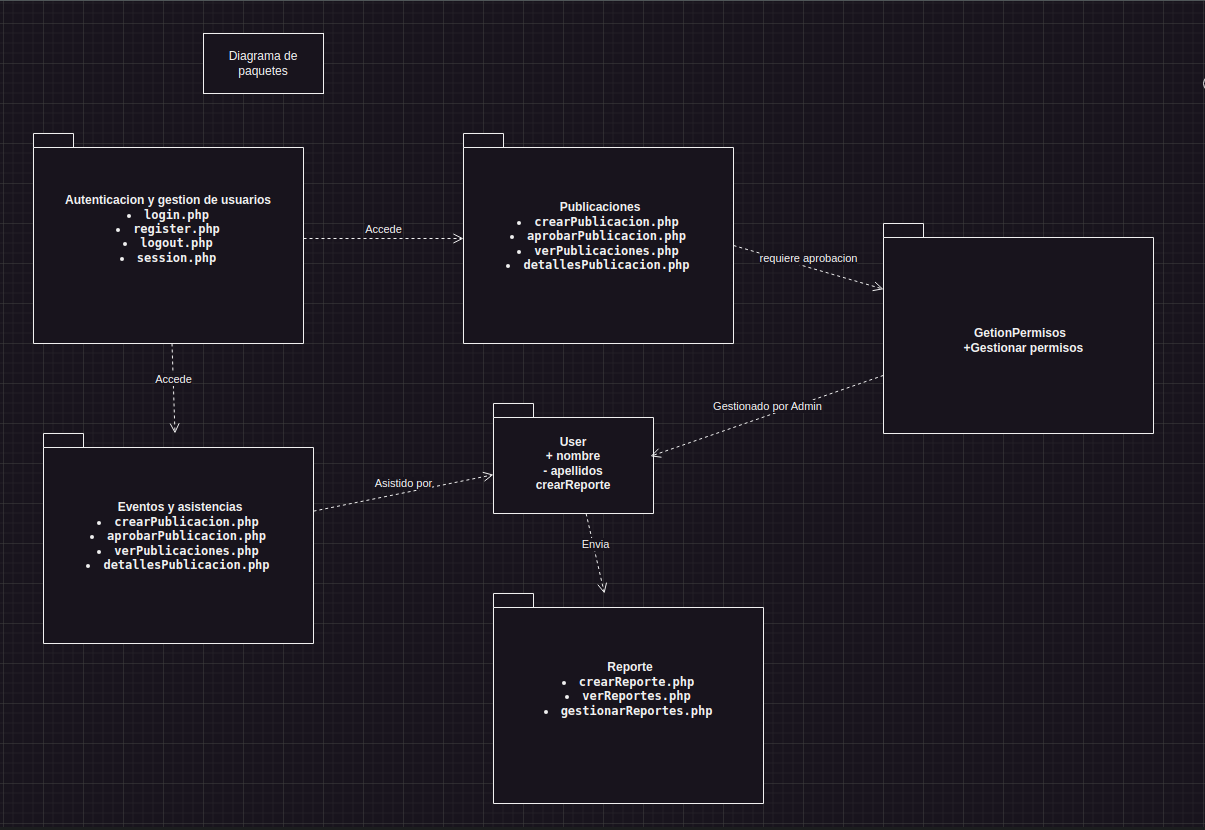 Diagrama de
paquetes
Autenticacion y gestion de usuarios
• login.php
• register.php
• logout.php
• session.php
Accede
Publicaciones
• crearPublicacion.php
• aprobarPublicacion.php
• verPublicaciones.php
• detallesPublicacion.php
requiere aprobacion
GetionPermisos
+Gestionar permisos
Accede
Gestionado por Admin
User
+ nombre
- apellidos
crearReporte
Asistido por
Eventos y asistencias
• crearPublicacion.php
• aprobarPublicacion.php
• verPublicaciones.php
• detallesPublicacion.php
Envia
Reporte
• crearReporte.php
• verReportes.php
• gestionarReportes.php